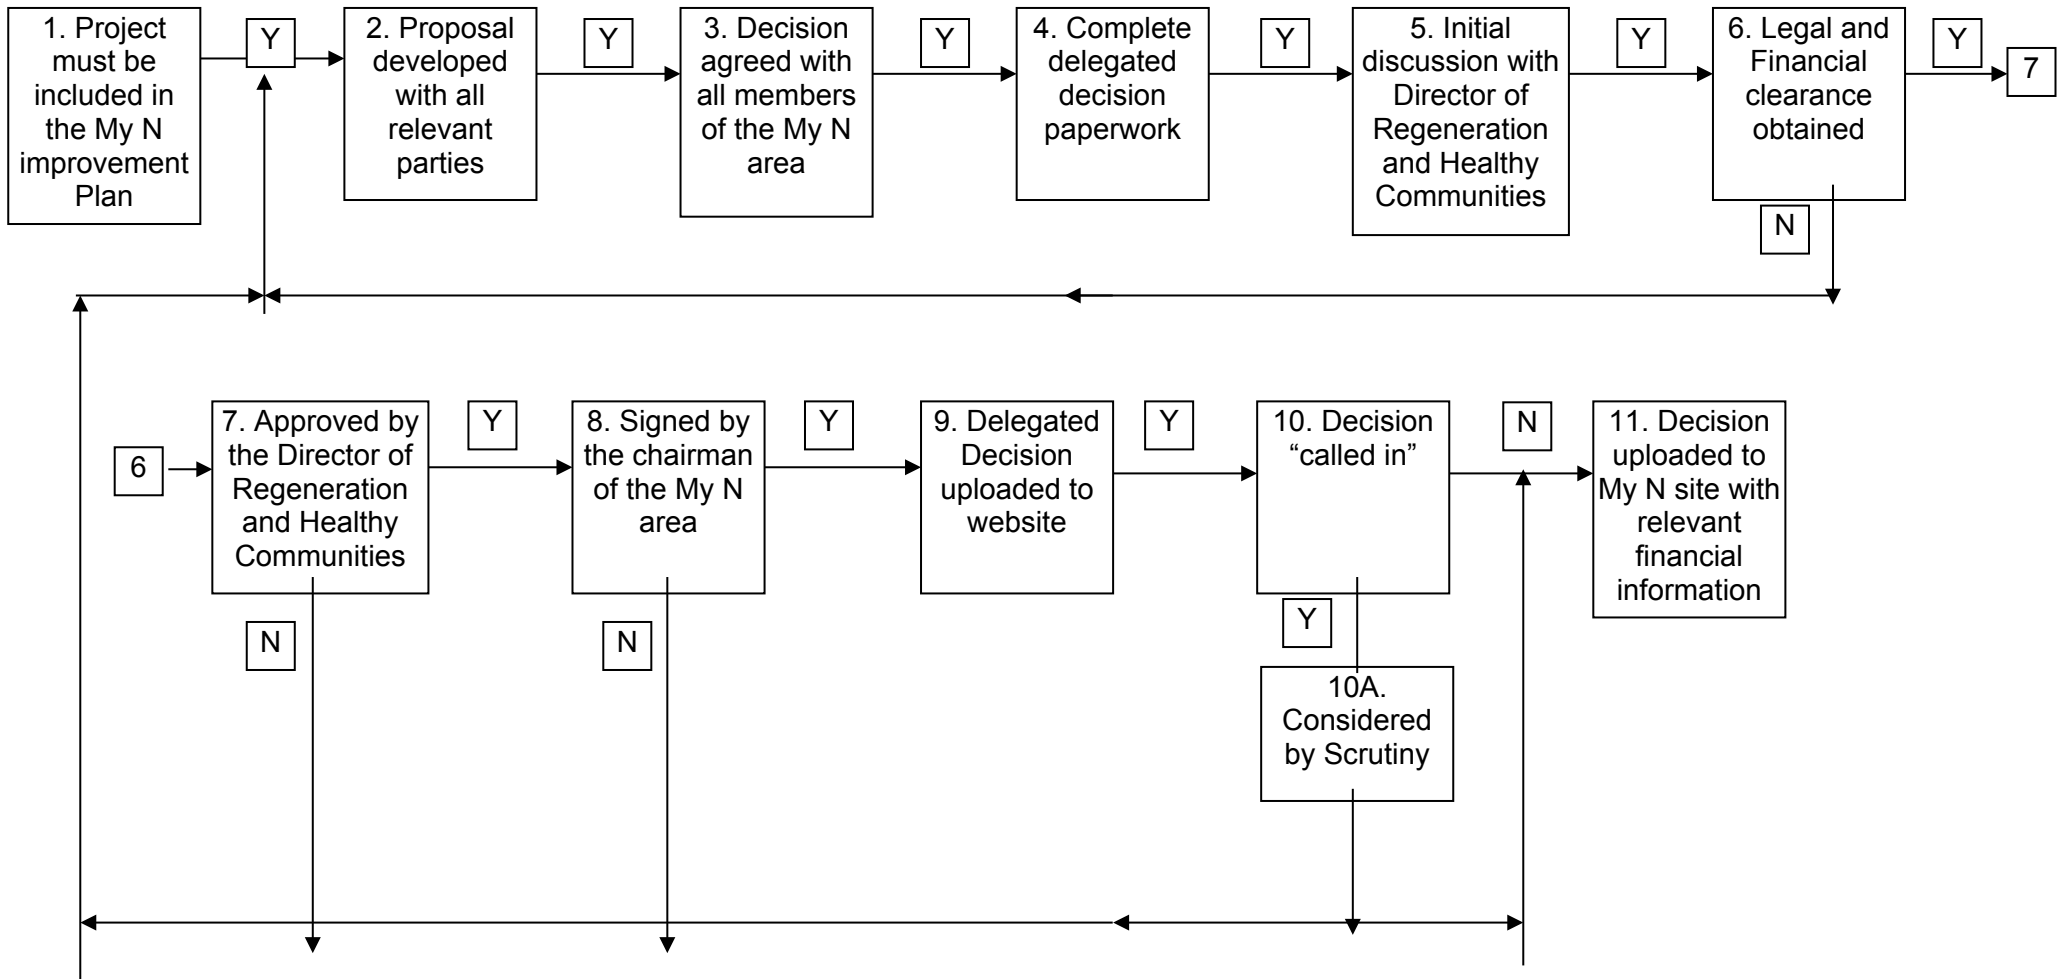 1. Project
must be
included in
the My N
improvement
Plan
Y
2. Proposal
developed
with all
relevant
parties
Y
3. Decision
agreed with
all members
of the My N
area
Y
4. Complete
delegated
decision
paperwork
Y
5. Initial
discussion with
Director of
Regeneration
and Healthy
Communities
Y
6. Legal and
Financial
clearance
obtained
Y
7
N
6
7. Approved by
the Director of
Regeneration
and Healthy
Communities
Y
N
8. Signed by
the chairman
of the My N
area
Y
N
9. Delegated
Decision
uploaded to
website
Y
10. Decision
“called in”
N
Y
10A.
Considered
by Scrutiny
11. Decision
uploaded to
My N site with
relevant
financial
information